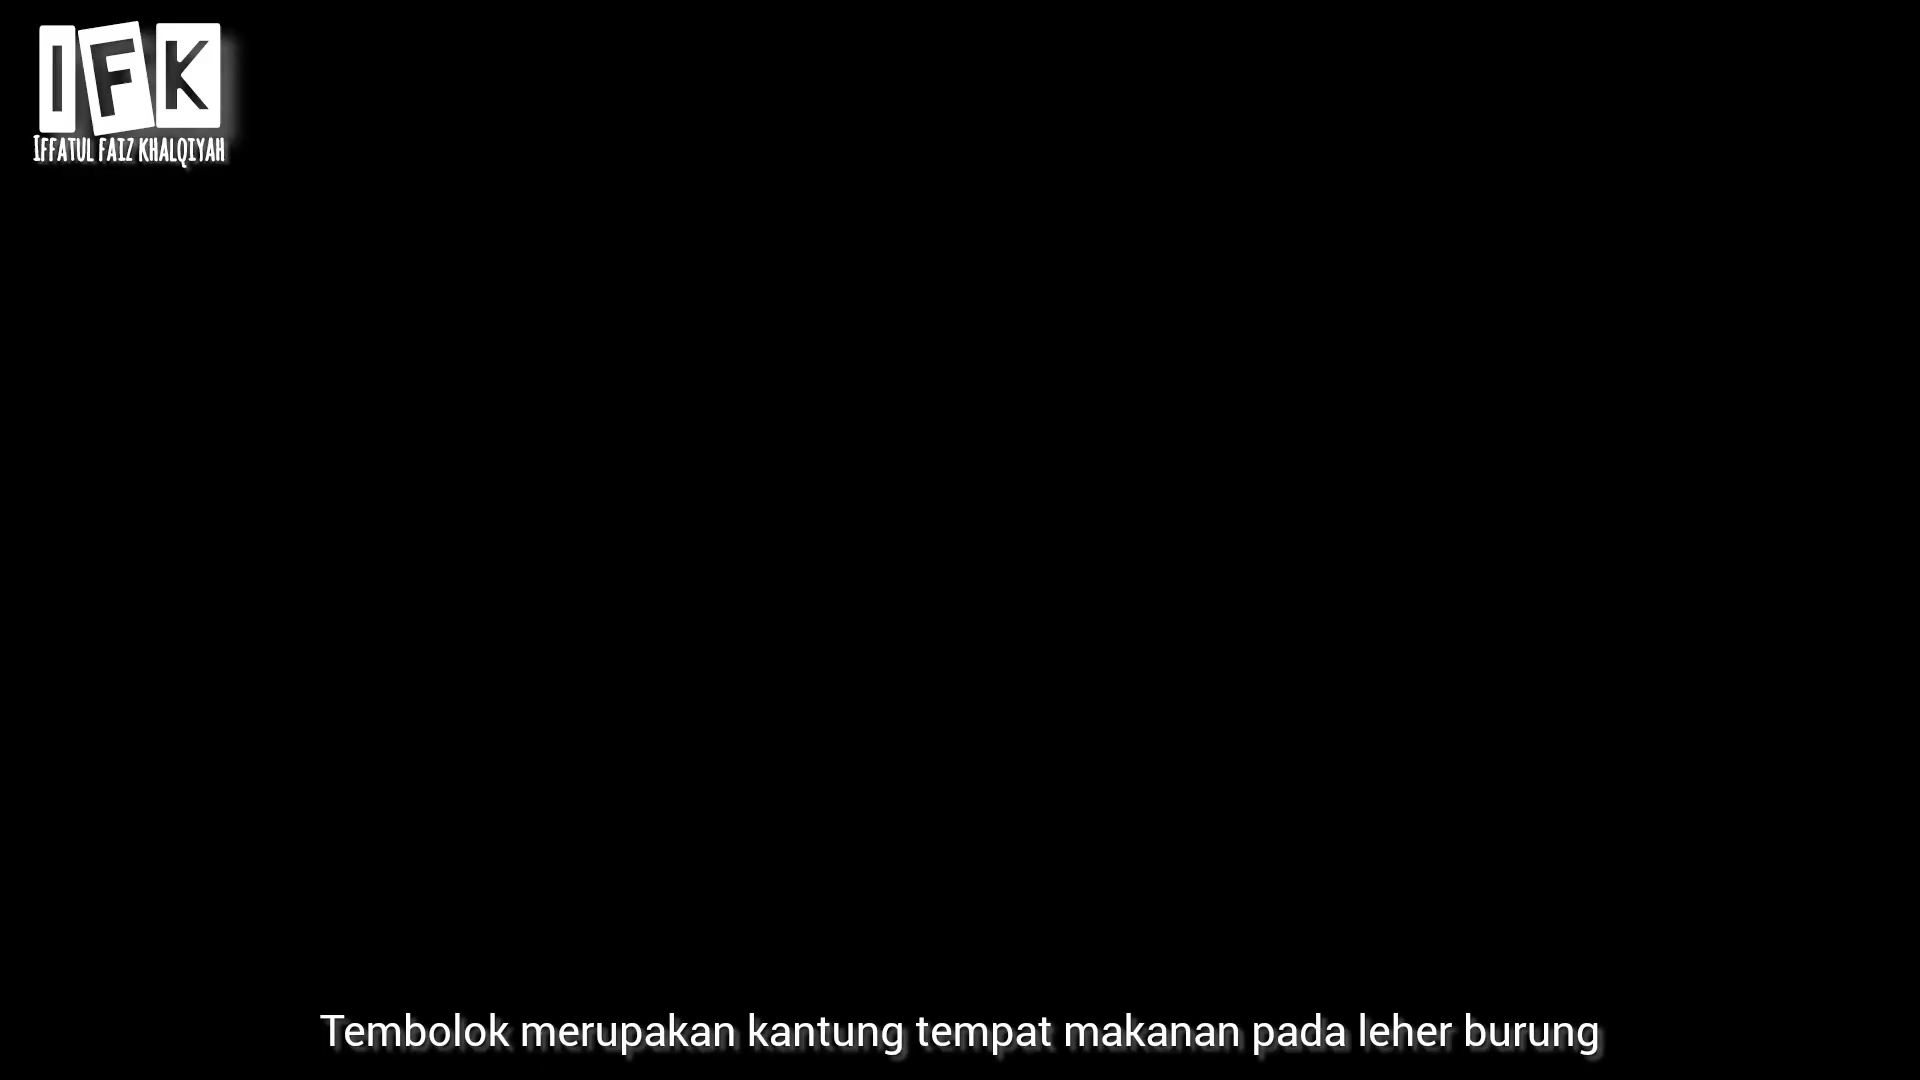 IFK
Iffatul faiz khalqiyah
Tembolok merupakan kantung tempat makanan pada leher burung